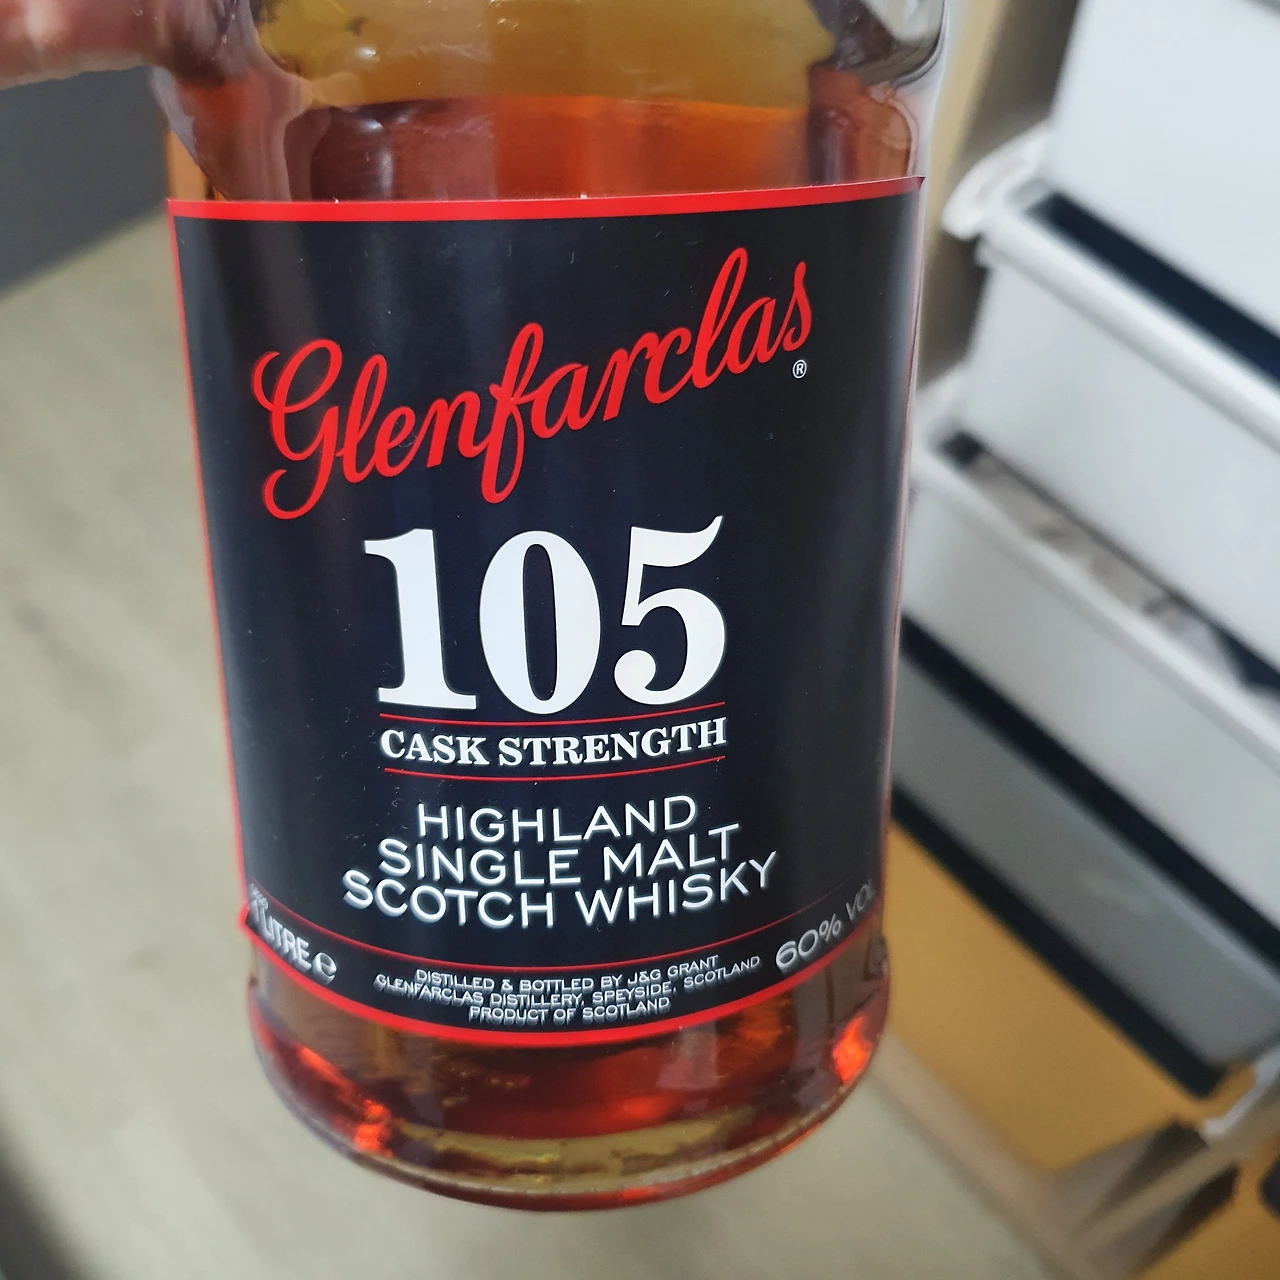 Glenfarclas ®
105
CASK STRENGTH
HIGHLAND
SINGLE MALT
SCOTCH WHISKY
LITRE e
60% VOL
DISTILLED & BOTTLED BY J&G GRANT
GLENFARCLAS DISTILLERY, SPEYSIDE, SCOTLAND
PRODUCT OF SCOTLAND